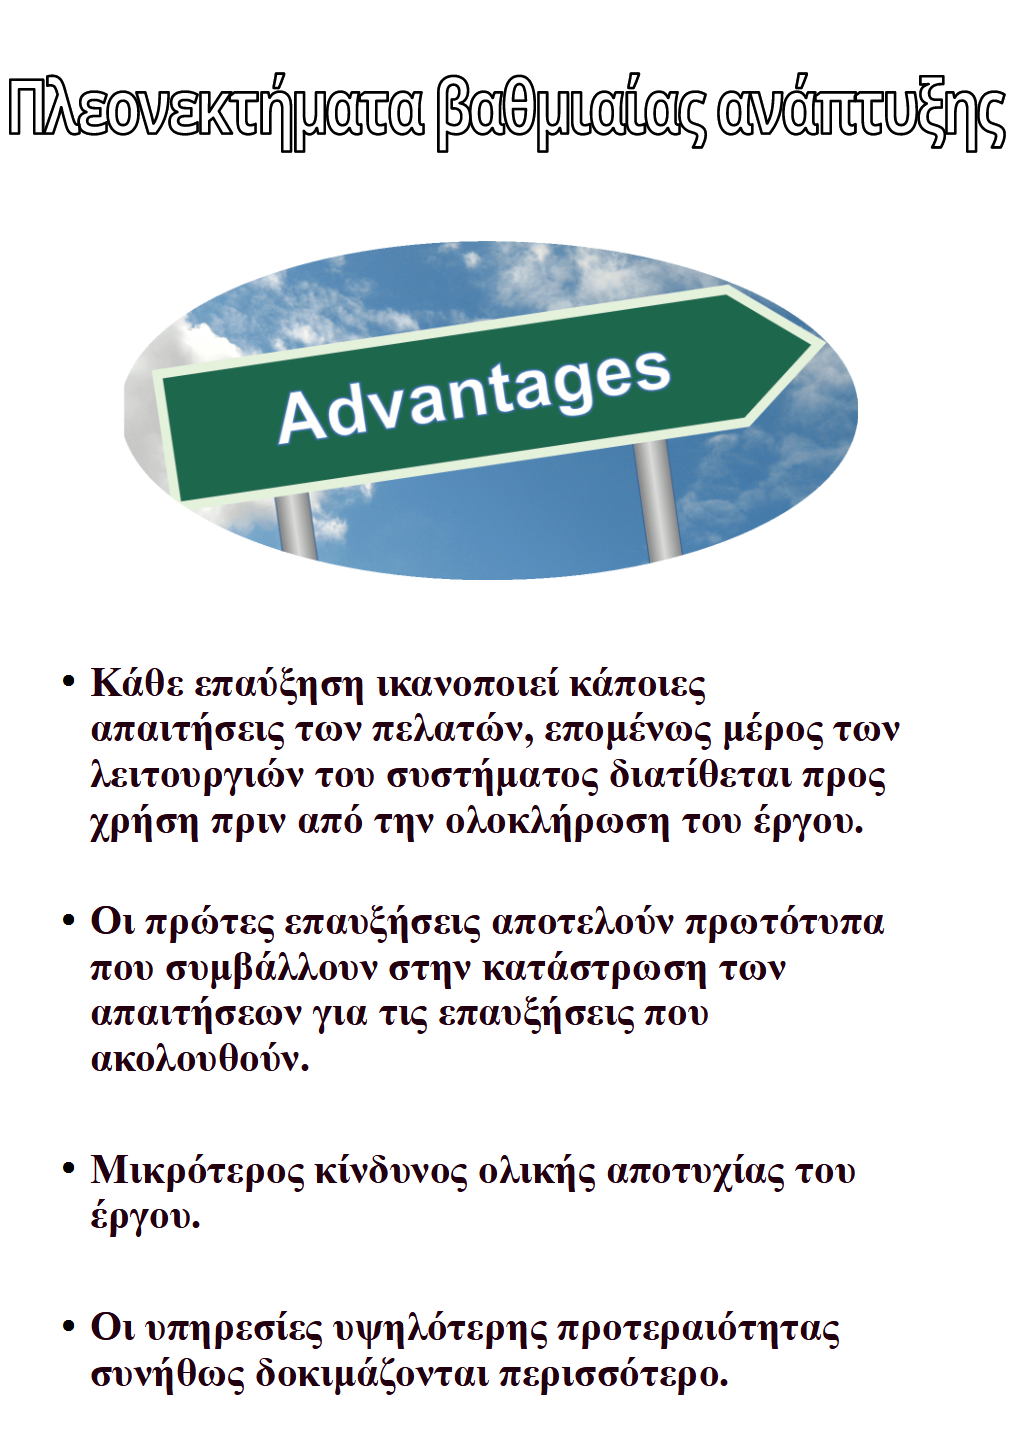 Πλεονεκτήματα βαθμιαίας ανάπτυξης
Advantages
• Κάθε επαύξηση ικανοποιεί κάποιες
απαιτήσεις των πελατών, επομένως μέρος των
λειτουργιών του συστήματος διατίθεται προς
χρήση πριν από την ολοκλήρωση του έργου.
• Οι πρώτες επαυξήσεις αποτελούν πρωτότυπα
που συμβάλλουν στην κατάστρωση των
απαιτήσεων για τις επαυξήσεις που
ακολουθούν.
• Μικρότερος κίνδυνος ολικής αποτυχίας του
έργου.
• Οι υπηρεσίες υψηλότερης προτεραιότητας
συνήθως δοκιμάζονται περισσότερο.